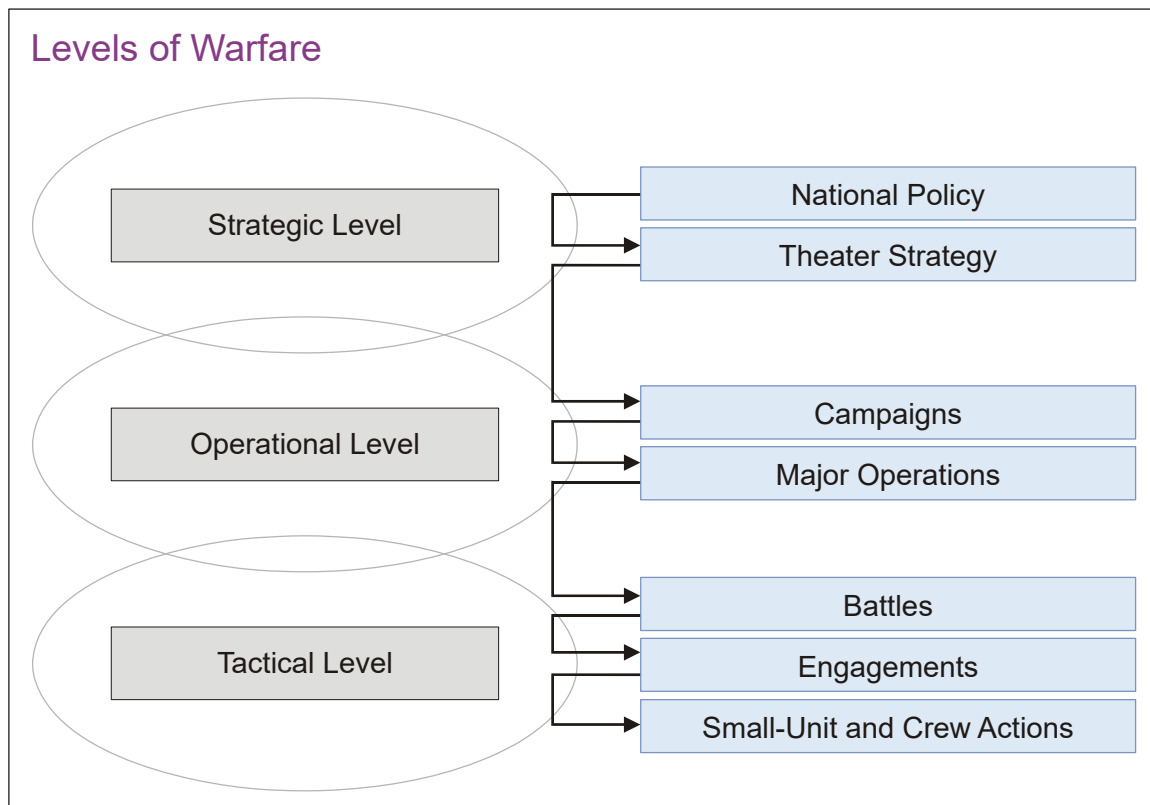 Levels of Warfare
Strategic Level
National Policy
Theater Strategy
Operational Level
Campaigns
Major Operations
Tactical Level
Battles
Engagements
Small-Unit and Crew Actions